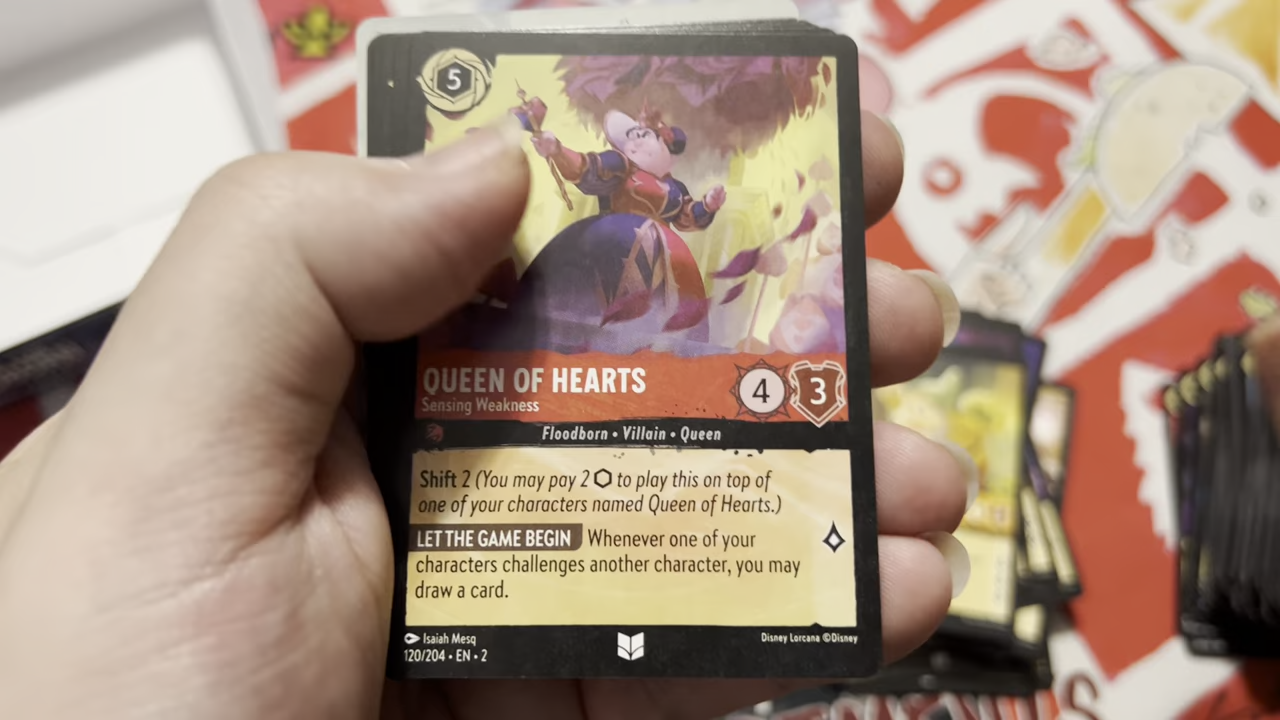 5
QUEEN OF HEARTS
Sensing Weakness
4 3
Floodborn • Villain • Queen
Shift 2 (You may pay 2 ⬡ to play this on top of
one of your characters named Queen of Hearts.)
LET THE GAME BEGIN Whenever one of your
characters challenges another character, you may
draw a card.
Isaiah Mesq
Disney Lorcana ©Disney
120/204 • EN • 2